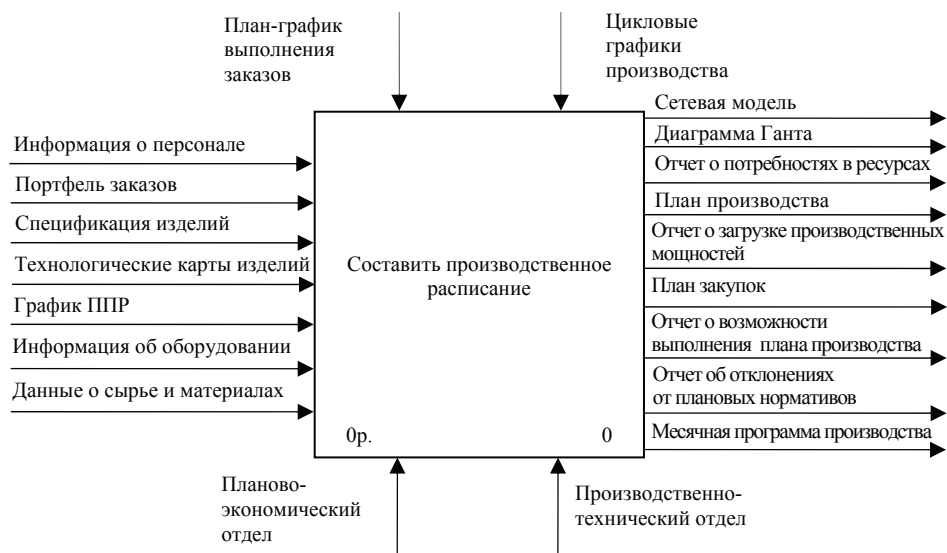 План-график
выполнения
заказов
Цикловые
графики
производства
Информация о персонале
Портфель заказов
Спецификация изделий
Технологические карты изделий
График ППР
Информация об оборудовании
Данные о сырье и материалах
Составить производственное
расписание
0р.
0
Сетевая модель
Диаграмма Ганта
Отчет о потребностях в ресурсах
План производства
Отчет о загрузке производственных
мощностей
План закупок
Отчет о возможности
выполнения плана производства
Отчет об отклонениях
от плановых нормативов
Месячная программа производства
Планово-
экономический
отдел
Производственно-
технический отдел